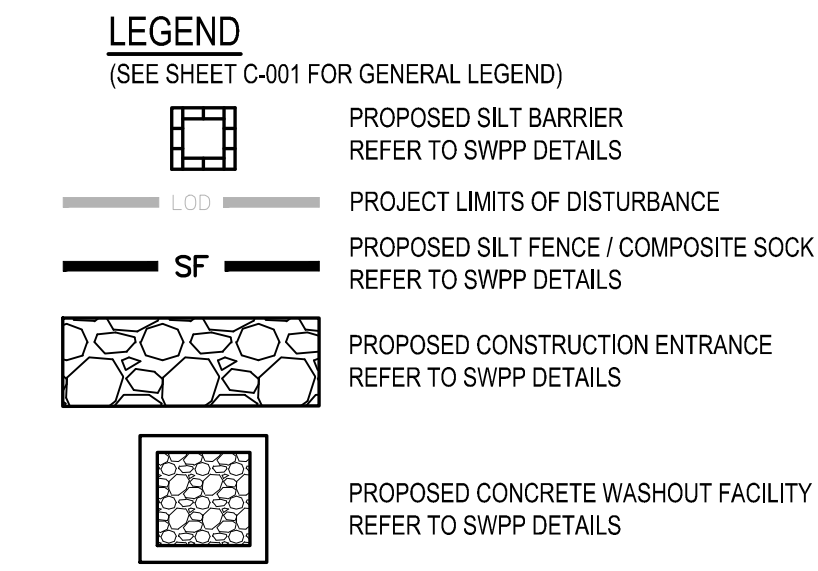 LEGEND
(SEE SHEET C-001 FOR GENERAL LEGEND)
PROPOSED SILT BARRIER
REFER TO SWPP DETAILS
LOD PROJECT LIMITS OF DISTURBANCE
SF PROPOSED SILT FENCE / COMPOSITE SOCK
REFER TO SWPP DETAILS
PROPOSED CONSTRUCTION ENTRANCE
REFER TO SWPP DETAILS
PROPOSED CONCRETE WASHOUT FACILITY
REFER TO SWPP DETAILS